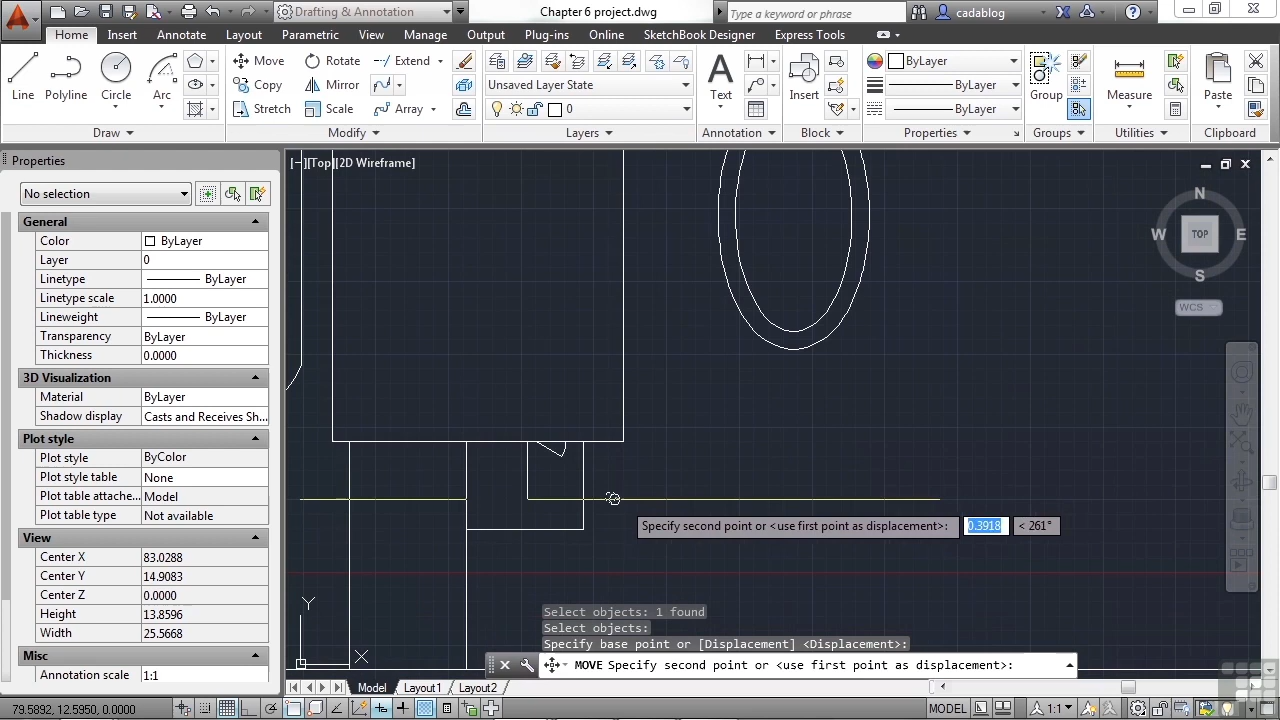 Drafting & Annotation
Chapter 6 project.dwg
Type a keyword or phrase
cadablog
Home Insert Annotate Layout Parametric View Manage Output Plug-ins Online SketchBook Designer Express Tools
Line Polyline Circle Arc
Move Rotate Extend
Copy Mirror
Stretch Scale Array
Unsaved Layer State
0
Text
Insert
ByLayer
ByLayer
ByLayer
Group
Measure
Paste
Draw Modify Layers Annotation Block Properties Groups Utilities Clipboard
Properties
No selection
General
Color ByLayer
Layer 0
Linetype ByLayer
Linetype scale 1.0000
Lineweight ByLayer
Transparency ByLayer
Thickness 0.0000
3D Visualization
Material ByLayer
Shadow display Casts and Receives Sh...
Plot style
Plot style ByColor
Plot style table None
Plot table attache... Model
Plot table type Not available
View
Center X 83.0288
Center Y 14.9083
Center Z 0.0000
Height 13.8596
Width 25.5668
Misc
Annotation scale 1:1
[−][Top][2D Wireframe]
N
W TOP E
S
WCS
Specify second point or <use first point as displacement>: 0.3918 < 261°
Y
X
Select objects: 1 found
Select objects:
Specify base point or [Displacement] <Displacement>:
MOVE Specify second point or <use first point as displacement>:
Model Layout1 Layout2
79.5892, 12.5950, 0.0000
MODEL
1:1